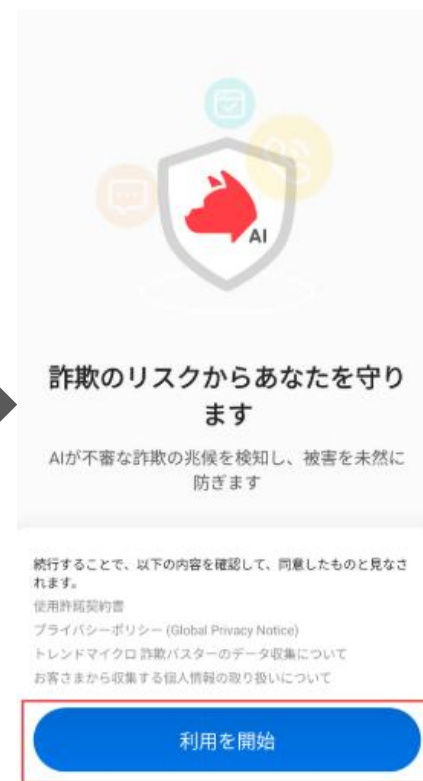 AI
詐欺のリスクからあなたを守り
ます
AIが不審な詐欺の兆候を検知し、被害を未然に
防ぎます
続行することで、以下の内容を確認して、同意したものと見なさ
れます。
使用許諾契約書
プライバシーポリシー (Global Privacy Notice)
トレンドマイクロ 詐欺バスターのデータ収集について
お客さまから収集する個人情報の取り扱いについて
利用を開始